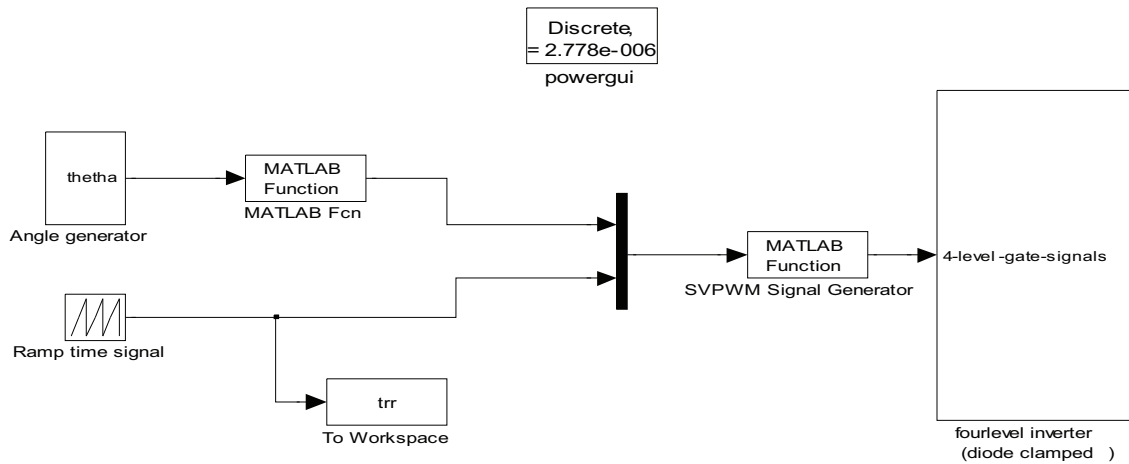 Discrete,
= 2.778e-006
powergui
thetha
Angle generator
MATLAB
Function
MATLAB Fcn
Ramp time signal
trr
To Workspace
MATLAB
Function
SVPWM Signal Generator
4-level -gate-signals
fourlevel inverter
(diode clamped )